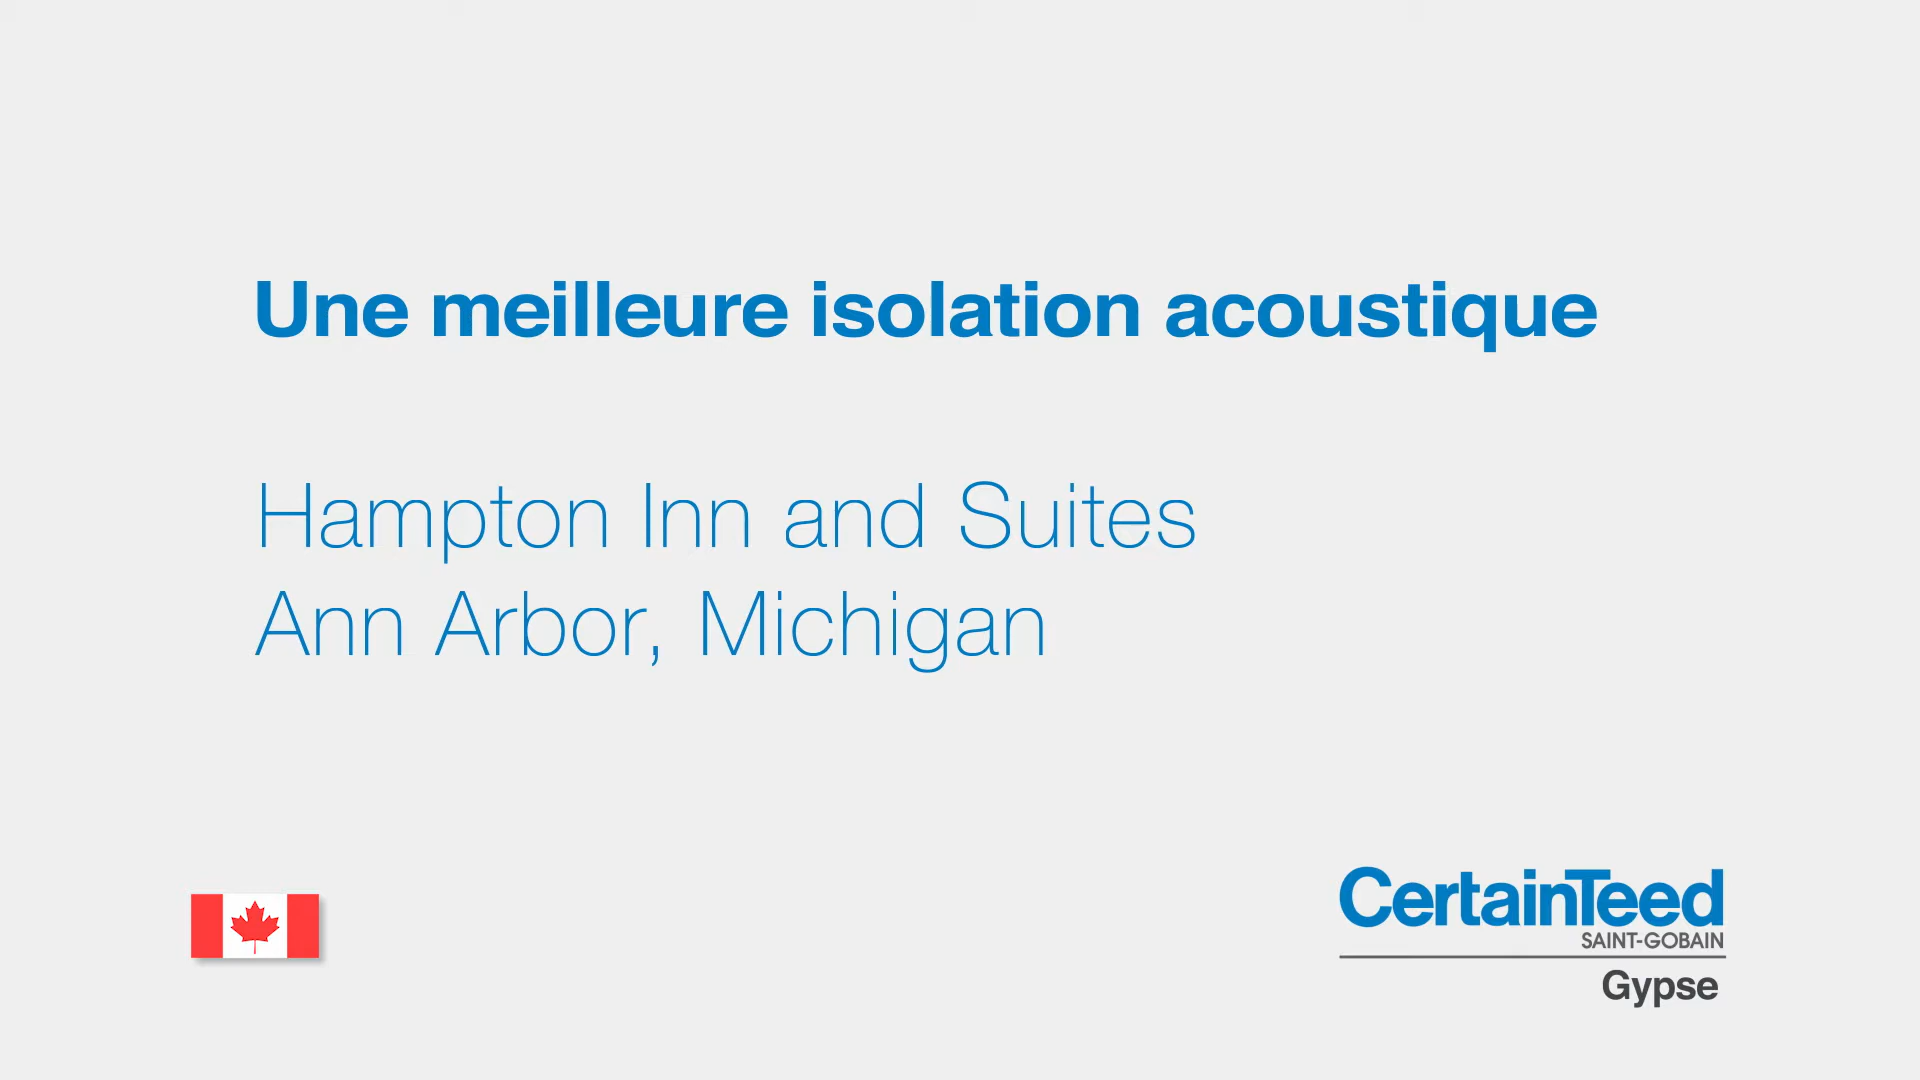 Une meilleure isolation acoustique
Hampton Inn and Suites
Ann Arbor, Michigan
CertainTeed
SAINT-GOBAIN
Gypse